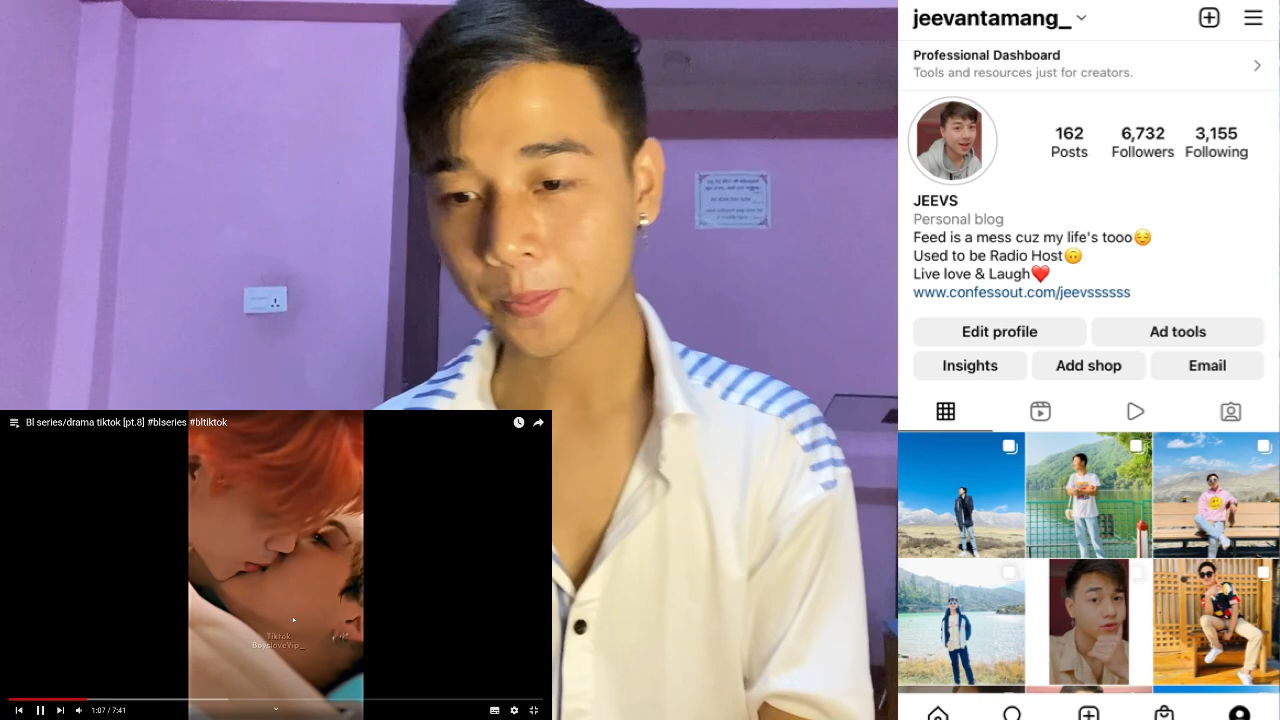 jeevantamang_
Professional Dashboard
Tools and resources just for creators.
162
Posts
6,732
Followers
3,155
Following
JEEVS
Personal blog
Feed is a mess cuz my life's tooo😌
Used to be Radio Host🙃
Live love & Laugh❤️
www.confessout.com/jeevssssss
Edit profile
Ad tools
Insights
Add shop
Email
Bl series/drama tiktok [pt.8] #blseries #bltiktok
Tiktok
BoysloveVip_
1:07 / 7:41